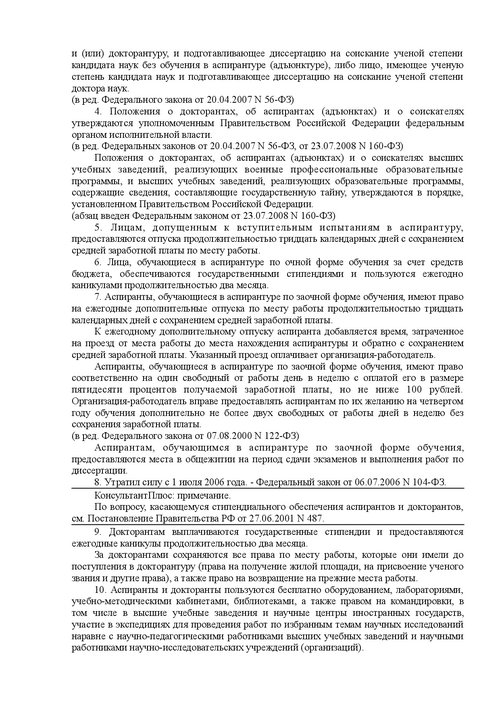 и (или) докторантуру, и подготавливающее диссертацию на соискание ученой степени
кандидата наук без обучения в аспирантуре (адъюнктуре), либо лицо, имеющее ученую
степень кандидата наук и подготавливающее диссертацию на соискание ученой степени
доктора наук.
(в ред. Федерального закона от 20.04.2007 N 56-ФЗ)
4. Положения о докторантах, об аспирантах (адъюнктах) и о соискателях
утверждаются уполномоченным Правительством Российской Федерации федеральным
органом исполнительной власти.
(в ред. Федеральных законов от 20.04.2007 N 56-ФЗ, от 23.07.2008 N 160-ФЗ)
Положения о докторантах, об аспирантах (адъюнктах) и о соискателях высших
учебных заведений, реализующих военные профессиональные образовательные
программы, и высших учебных заведений, реализующих образовательные программы,
содержащие сведения, составляющие государственную тайну, утверждаются в порядке,
установленном Правительством Российской Федерации.
(абзац введен Федеральным законом от 23.07.2008 N 160-ФЗ)
5. Лицам, допущенным к вступительным испытаниям в аспирантуру,
предоставляются отпуска продолжительностью тридцать календарных дней с сохранением
средней заработной платы по месту работы.
6. Лица, обучающиеся в аспирантуре по очной форме обучения за счет средств
бюджета, обеспечиваются государственными стипендиями и пользуются ежегодно
каникулами продолжительностью два месяца.
7. Аспиранты, обучающиеся в аспирантуре по заочной форме обучения, имеют право
на ежегодные дополнительные отпуска по месту работы продолжительностью тридцать
календарных дней с сохранением средней заработной платы.
К ежегодному дополнительному отпуску аспиранта добавляется время, затраченное
на проезд от места работы до места нахождения аспирантуры и обратно с сохранением
средней заработной платы. Указанный проезд оплачивает организация-работодатель.
Аспиранты, обучающиеся в аспирантуре по заочной форме обучения, имеют право
соответственно на один свободный от работы день в неделю с оплатой его в размере
пятидесяти процентов получаемой заработной платы, но не ниже 100 рублей.
Организация-работодатель вправе предоставлять аспирантам по их желанию на четвертом
году обучения дополнительно не более двух свободных от работы дней в неделю без
сохранения заработной платы.
(в ред. Федерального закона от 07.08.2000 N 122-ФЗ)
Аспирантам, обучающимся в аспирантуре по заочной форме обучения,
предоставляются места в общежитии на период сдачи экзаменов и выполнения работ по
диссертации.
8. Утратил силу с 1 июля 2006 года. - Федеральный закон от 06.07.2006 N 104-ФЗ.
КонсультантПлюс: примечание.
По вопросу, касающемуся стипендиального обеспечения аспирантов и докторантов,
см. Постановление Правительства РФ от 27.06.2001 N 487.
9. Докторантам выплачиваются государственные стипендии и предоставляются
ежегодные каникулы продолжительностью два месяца.
За докторантами сохраняются все права по месту работы, которые они имели до
поступления в докторантуру (права на получение жилой площади, на присвоение ученого
звания и другие права), а также право на возвращение на прежние места работы.
10. Аспиранты и докторанты пользуются бесплатно оборудованием, лабораториями,
учебно-методическими кабинетами, библиотеками, а также правом на командировки, в
том числе в высшие учебные заведения и научные центры иностранных государств,
участие в экспедициях для проведения работ по избранным темам научных исследований
наравне с научно-педагогическими работниками высших учебных заведений и научными
работниками научно-исследовательских учреждений (организаций).